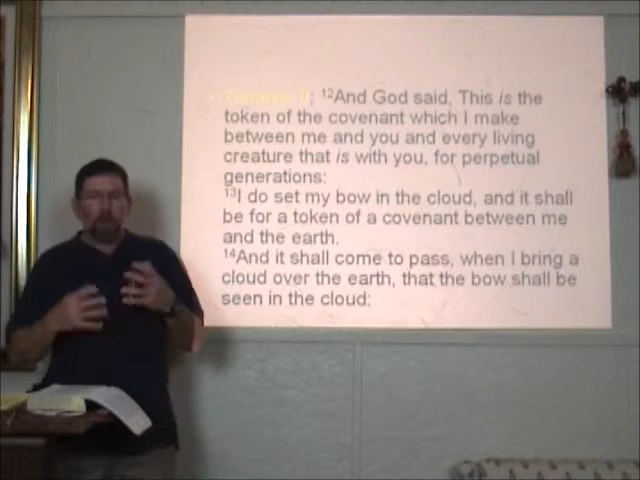 Genesis 9: ¹²And God said, This is the
token of the covenant which I make
between me and you and every living
creature that is with you, for perpetual
generations:
¹³I do set my bow in the cloud, and it shall
be for a token of a covenant between me
and the earth.
¹⁴And it shall come to pass, when I bring a
cloud over the earth, that the bow shall be
seen in the cloud: